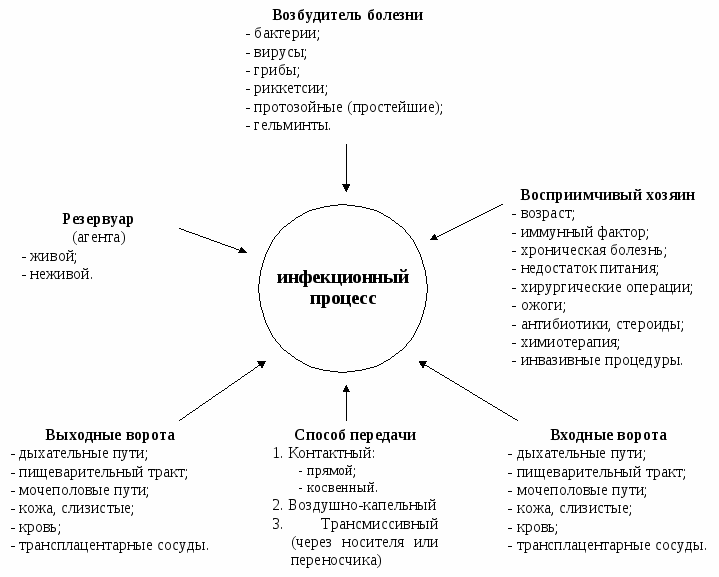 Возбудитель болезни
- бактерии;
- вирусы;
- грибы;
- риккетсии;
- протозойные (простейшие);
- гельминты.
Резервуар
(агента)
- живой;
- неживой.
инфекционный
процесс
Восприимчивый хозяин
- возраст;
- иммунный фактор;
- хроническая болезнь;
- недостаток питания;
- хирургические операции;
- ожоги;
- антибиотики, стероиды;
- химиотерапия;
- инвазивные процедуры.
Выходные ворота
- дыхательные пути;
- пищеварительный тракт;
- мочеполовые пути;
- кожа, слизистые;
- кровь;
- трансплацентарные сосуды.
Способ передачи
1. Контактный:
- прямой;
- косвенный.
2. Воздушно-капельный
3. Трансмиссивный
(через носителя или
переносчика)
Входные ворота
- дыхательные пути;
- пищеварительный тракт;
- мочеполовые пути;
- кожа, слизистые;
- кровь;
- трансплацентарные сосуды.